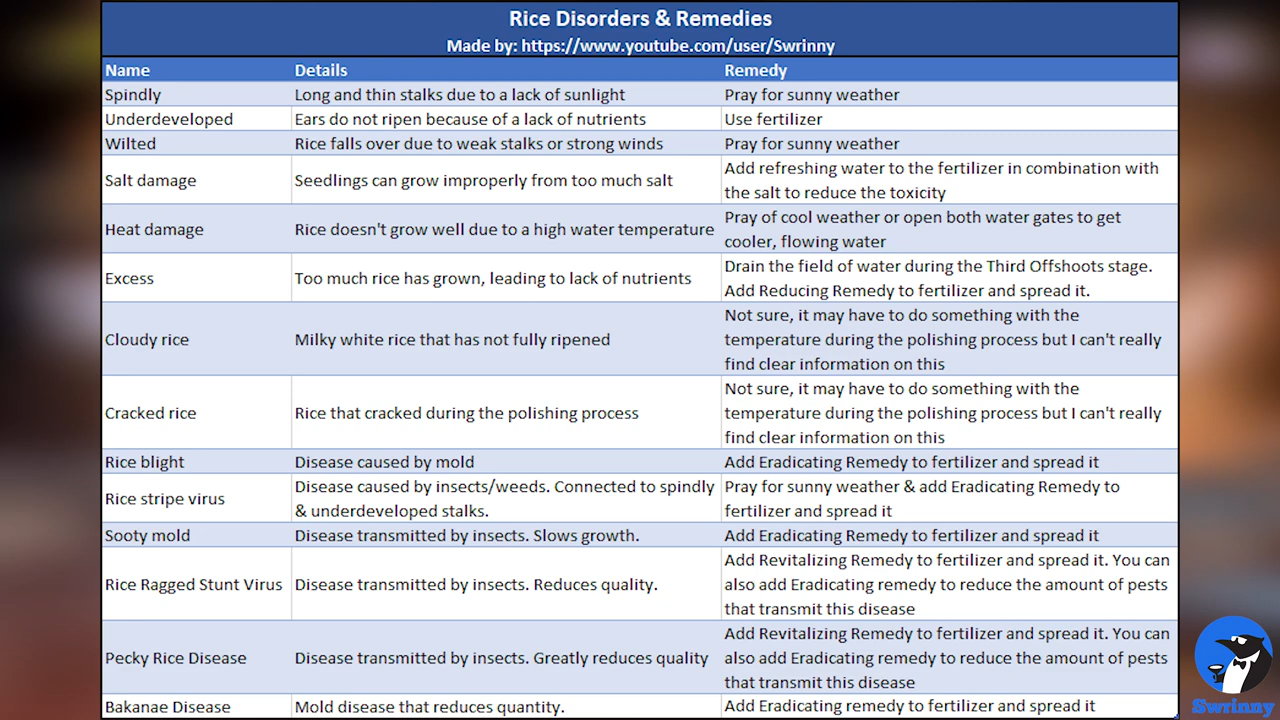 Rice Disorders & Remedies
Made by: https://www.youtube.com/user/Swrinny
Name Details Remedy
Spindly Long and thin stalks due to a lack of sunlight Pray for sunny weather
Underdeveloped Ears do not ripen because of a lack of nutrients Use fertilizer
Wilted Rice falls over due to weak stalks or strong winds Pray for sunny weather
Salt damage Seedlings can grow improperly from too much salt Add refreshing water to the fertilizer in combination with
the salt to reduce the toxicity
Heat damage Rice doesn't grow well due to a high water temperature Pray of cool weather or open both water gates to get
cooler, flowing water
Excess Too much rice has grown, leading to lack of nutrients Drain the field of water during the Third Offshoots stage.
Add Reducing Remedy to fertilizer and spread it.
Cloudy rice Milky white rice that has not fully ripened Not sure, it may have to do something with the
temperature during the polishing process but I can't really
find clear information on this
Cracked rice Rice that cracked during the polishing process Not sure, it may have to do something with the
temperature during the polishing process but I can't really
find clear information on this
Rice blight Disease caused by mold Add Eradicating Remedy to fertilizer and spread it
Rice stripe virus Disease caused by insects/weeds. Connected to spindly
& underdeveloped stalks. Pray for sunny weather & add Eradicating Remedy to
fertilizer and spread it
Sooty mold Disease transmitted by insects. Slows growth. Add Eradicating Remedy to fertilizer and spread it
Rice Ragged Stunt Virus Disease transmitted by insects. Reduces quality. Add Revitalizing Remedy to fertilizer and spread it. You can
also add Eradicating remedy to reduce the amount of pests
that transmit this disease
Pecky Rice Disease Disease transmitted by insects. Greatly reduces quality Add Revitalizing Remedy to fertilizer and spread it. You can
also add Eradicating remedy to reduce the amount of pests
that transmit this disease
Bakanae Disease Mold disease that reduces quantity. Add Eradicating remedy to fertilizer and spread it
Swrinny